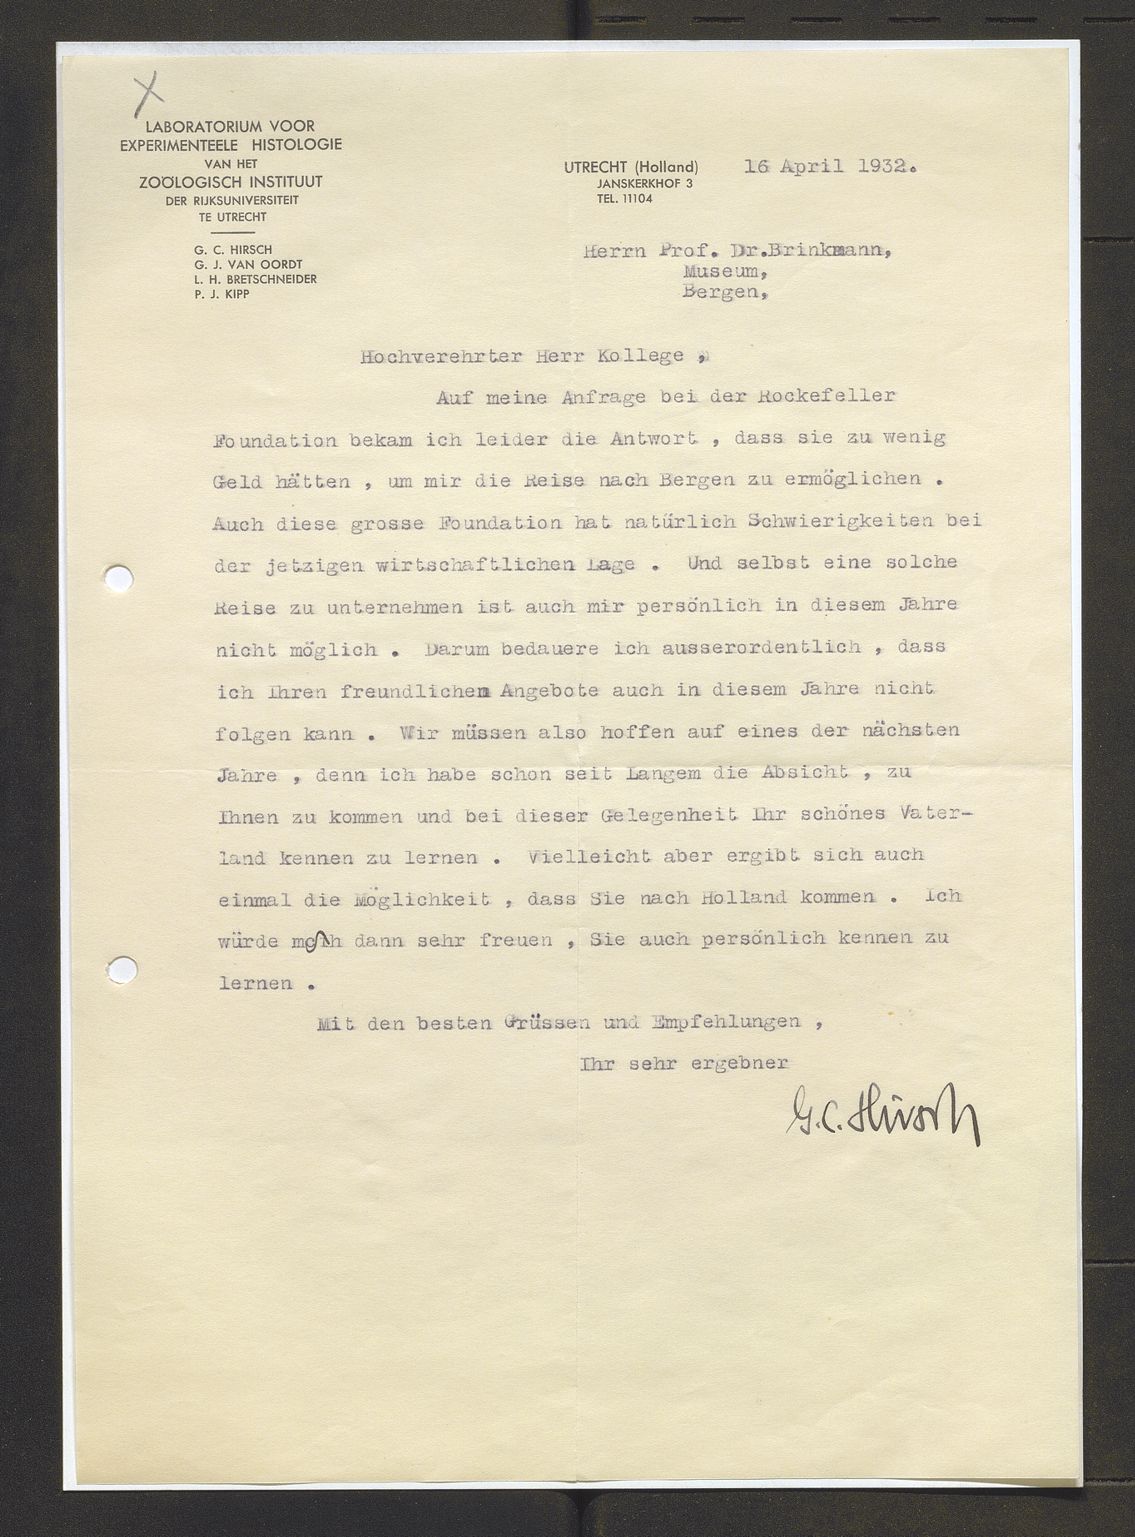 LABORATORIUM VOOR
EXPERIMENTEELE HISTOLOGIE
VAN HET
ZOÖLOGISCH INSTITUUT
DER RIJKSUNIVERSITEIT
TE UTRECHT
G. C. HIRSCH
G. J. VAN OORDT
L. H. BRETSCHNEIDER
P. J. KIPP
UTRECHT (Holland) 16 April 1932.
JANSKERKHOF 3
TEL. 11104
Herrn Prof. Dr.Brinkmann,
Museum,
Bergen,
Hochverehrter Herr Kollege ,
Auf meine Anfrage bei der Rockefeller
Foundation bekam ich leider die Antwort , dass sie zu wenig
Geld hätten , um mir die Reise nach Bergen zu ermöglichen .
Auch diese grosse Foundation hat natürlich Schwierigkeiten bei
der jetzigen wirtschaftlichen Lage . Und selbst eine solche
Reise zu unternehmen ist auch mir persönlich in diesem Jahre
nicht möglich . Darum bedauere ich ausserordentlich , dass
ich Ihren freundlichen Angebote auch in diesem Jahre nicht
folgen kann . Wir müssen also hoffen auf eines der nächsten
Jahre , denn ich habe schon seit Langem die Absicht , zu
Ihnen zu kommen und bei dieser Gelegenheit Ihr schönes Vater-
land kennen zu lernen . Vielleicht aber ergibt sich auch
einmal die Möglichkeit , dass Sie nach Holland kommen . Ich
würde mich dann sehr freuen , Sie auch persönlich kennen zu
lernen .
Mit den besten Grüssen und Empfehlungen ,
Ihr sehr ergebner
G. C. Hirsch